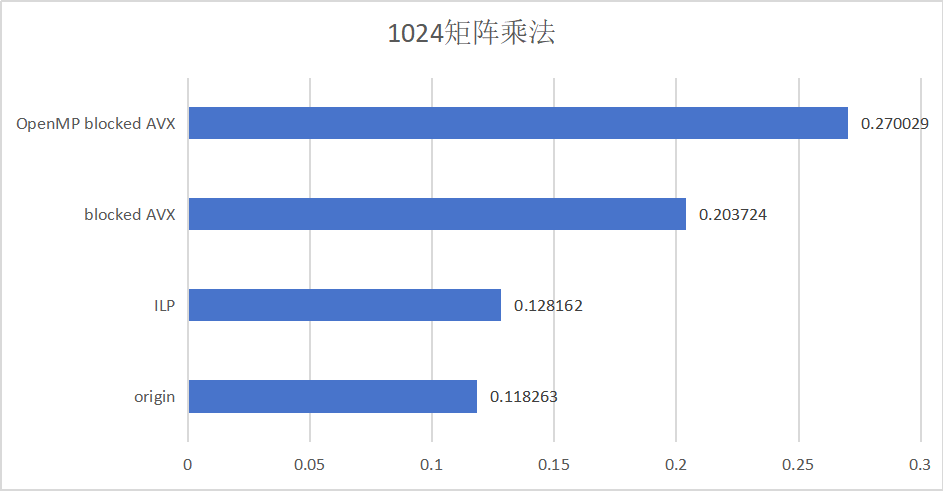 1024矩阵乘法
OpenMP blocked AVX
0.270029
blocked AVX
0.203724
ILP
0.128162
origin
0.118263
0 0.05 0.1 0.15 0.2 0.25 0.3